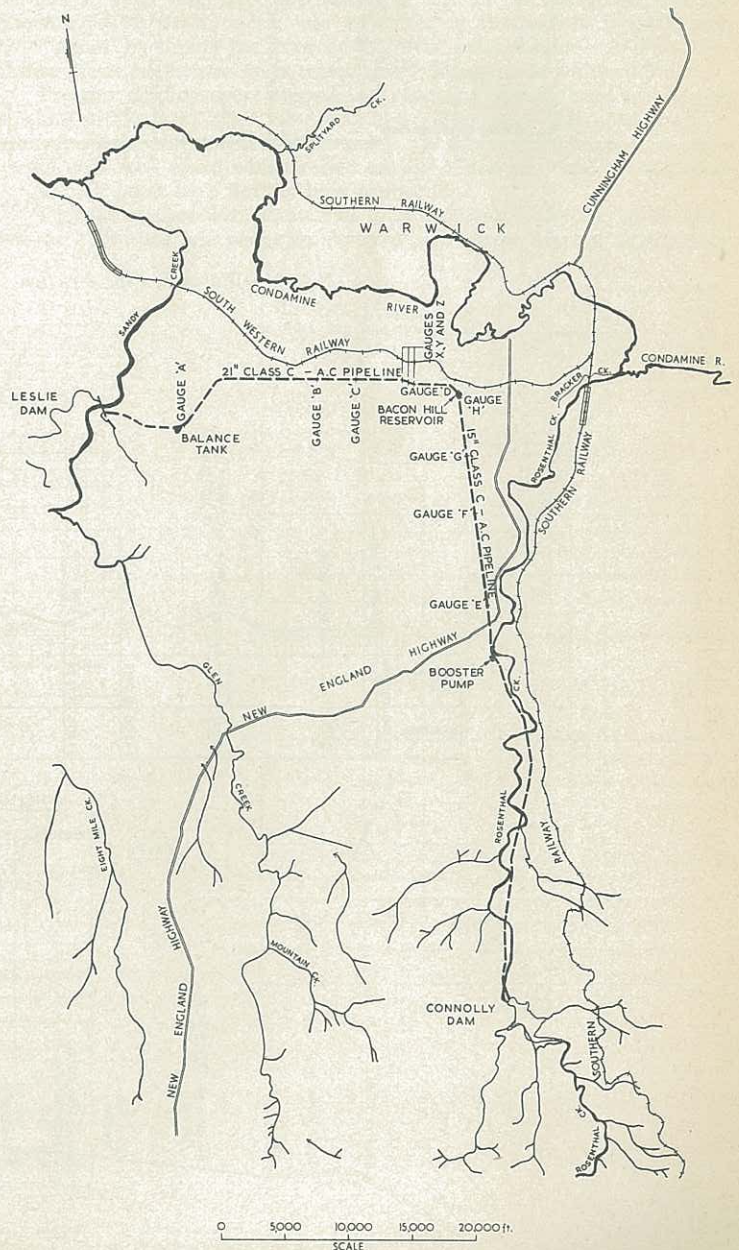 N
SPLITYARD CK.
CUNNINGHAM HIGHWAY
SOUTHERN RAILWAY
WARWICK
SANDY CREEK
CONDAMINE RIVER
SOUTH WESTERN RAILWAY
GAUGES X,Y AND Z
CONDAMINE R.
BRACKER CK.
LESLIE DAM
GAUGE 'A'
BALANCE TANK
21" CLASS C - A.C PIPELINE
GAUGE 'B'
GAUGE 'C'
GAUGE 'D'
BACON HILL RESERVOIR
GAUGE 'H'
ROSENTHAL CK.
SOUTHERN RAILWAY
15" CLASS C - A.C PIPELINE
GAUGE 'G'
GAUGE 'F'
GAUGE 'E'
NEW ENGLAND HIGHWAY
BOOSTER PUMP
GLEN CREEK
ROSENTHAL CK.
RAILWAY
EIGHT MILE CK.
NEW ENGLAND HIGHWAY
MOUNTAIN CK.
CONNOLLY DAM
SOUTHERN
ROSENTHAL CK.
0 5,000 10,000 15,000 20,000 ft.
SCALE